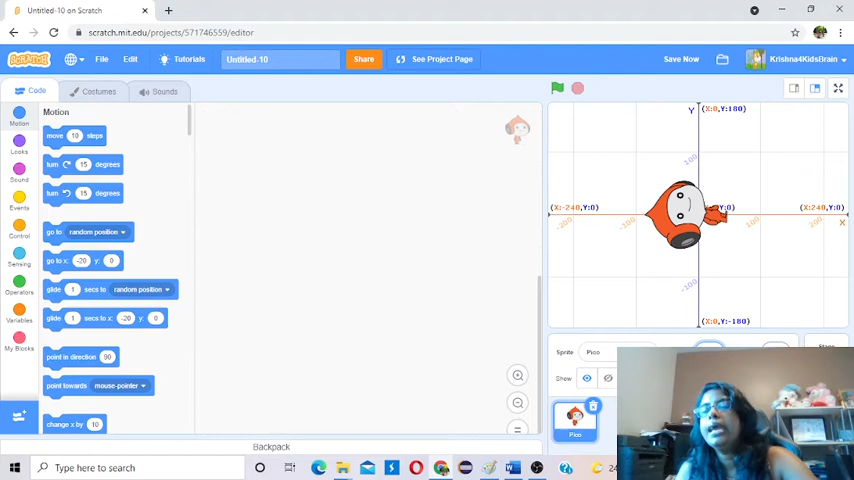 Untitled-10 on Scratch
scratch.mit.edu/projects/571746559/editor
SCRATCH File Edit Tutorials Untitled-10 Share See Project Page Save Now Krishna4KidsBrain
Code Costumes Sounds
Motion
Looks
Sound
Events
Control
Sensing
Operators
Variables
My Blocks
Motion
move 10 steps
turn 15 degrees
turn 15 degrees
go to random position
go to x: -20 y: 0
glide 1 secs to random position
glide 1 secs to x: -20 y: 0
point in direction 90
point towards mouse-pointer
change x by 10
Y (X:0,Y:180)
100
(X:-240,Y:0) Y:0) (X:240,Y:0)
-200 -100 100 X
-100
(X:0,Y:-180)
Sprite Pico
Show
Pico
Backpack
Type here to search